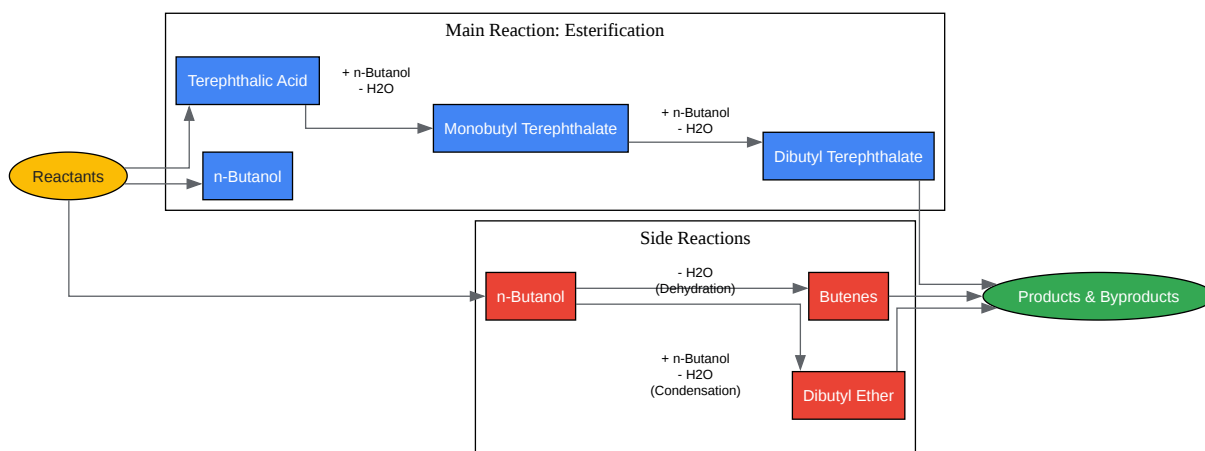 Main Reaction: Esterification
Terephthalic Acid
+ n-Butanol
- H2O
Monobutyl Terephthalate
+ n-Butanol
- H2O
Dibutyl Terephthalate
Reactants
n-Butanol
Side Reactions
n-Butanol
- H2O
(Dehydration)
Butenes
Products & Byproducts
+ n-Butanol
- H2O
(Condensation)
Dibutyl Ether